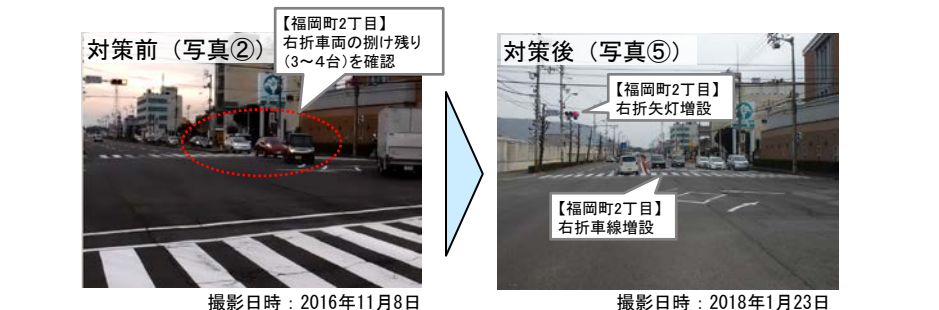 対策前（写真②）
【福岡町2丁目】
右折車両の捌け残り
（3～4台）を確認
撮影日時：2016年11月8日
対策後（写真⑤）
【福岡町2丁目】
右折矢灯増設
【福岡町2丁目】
右折車線増設
撮影日時：2018年1月23日